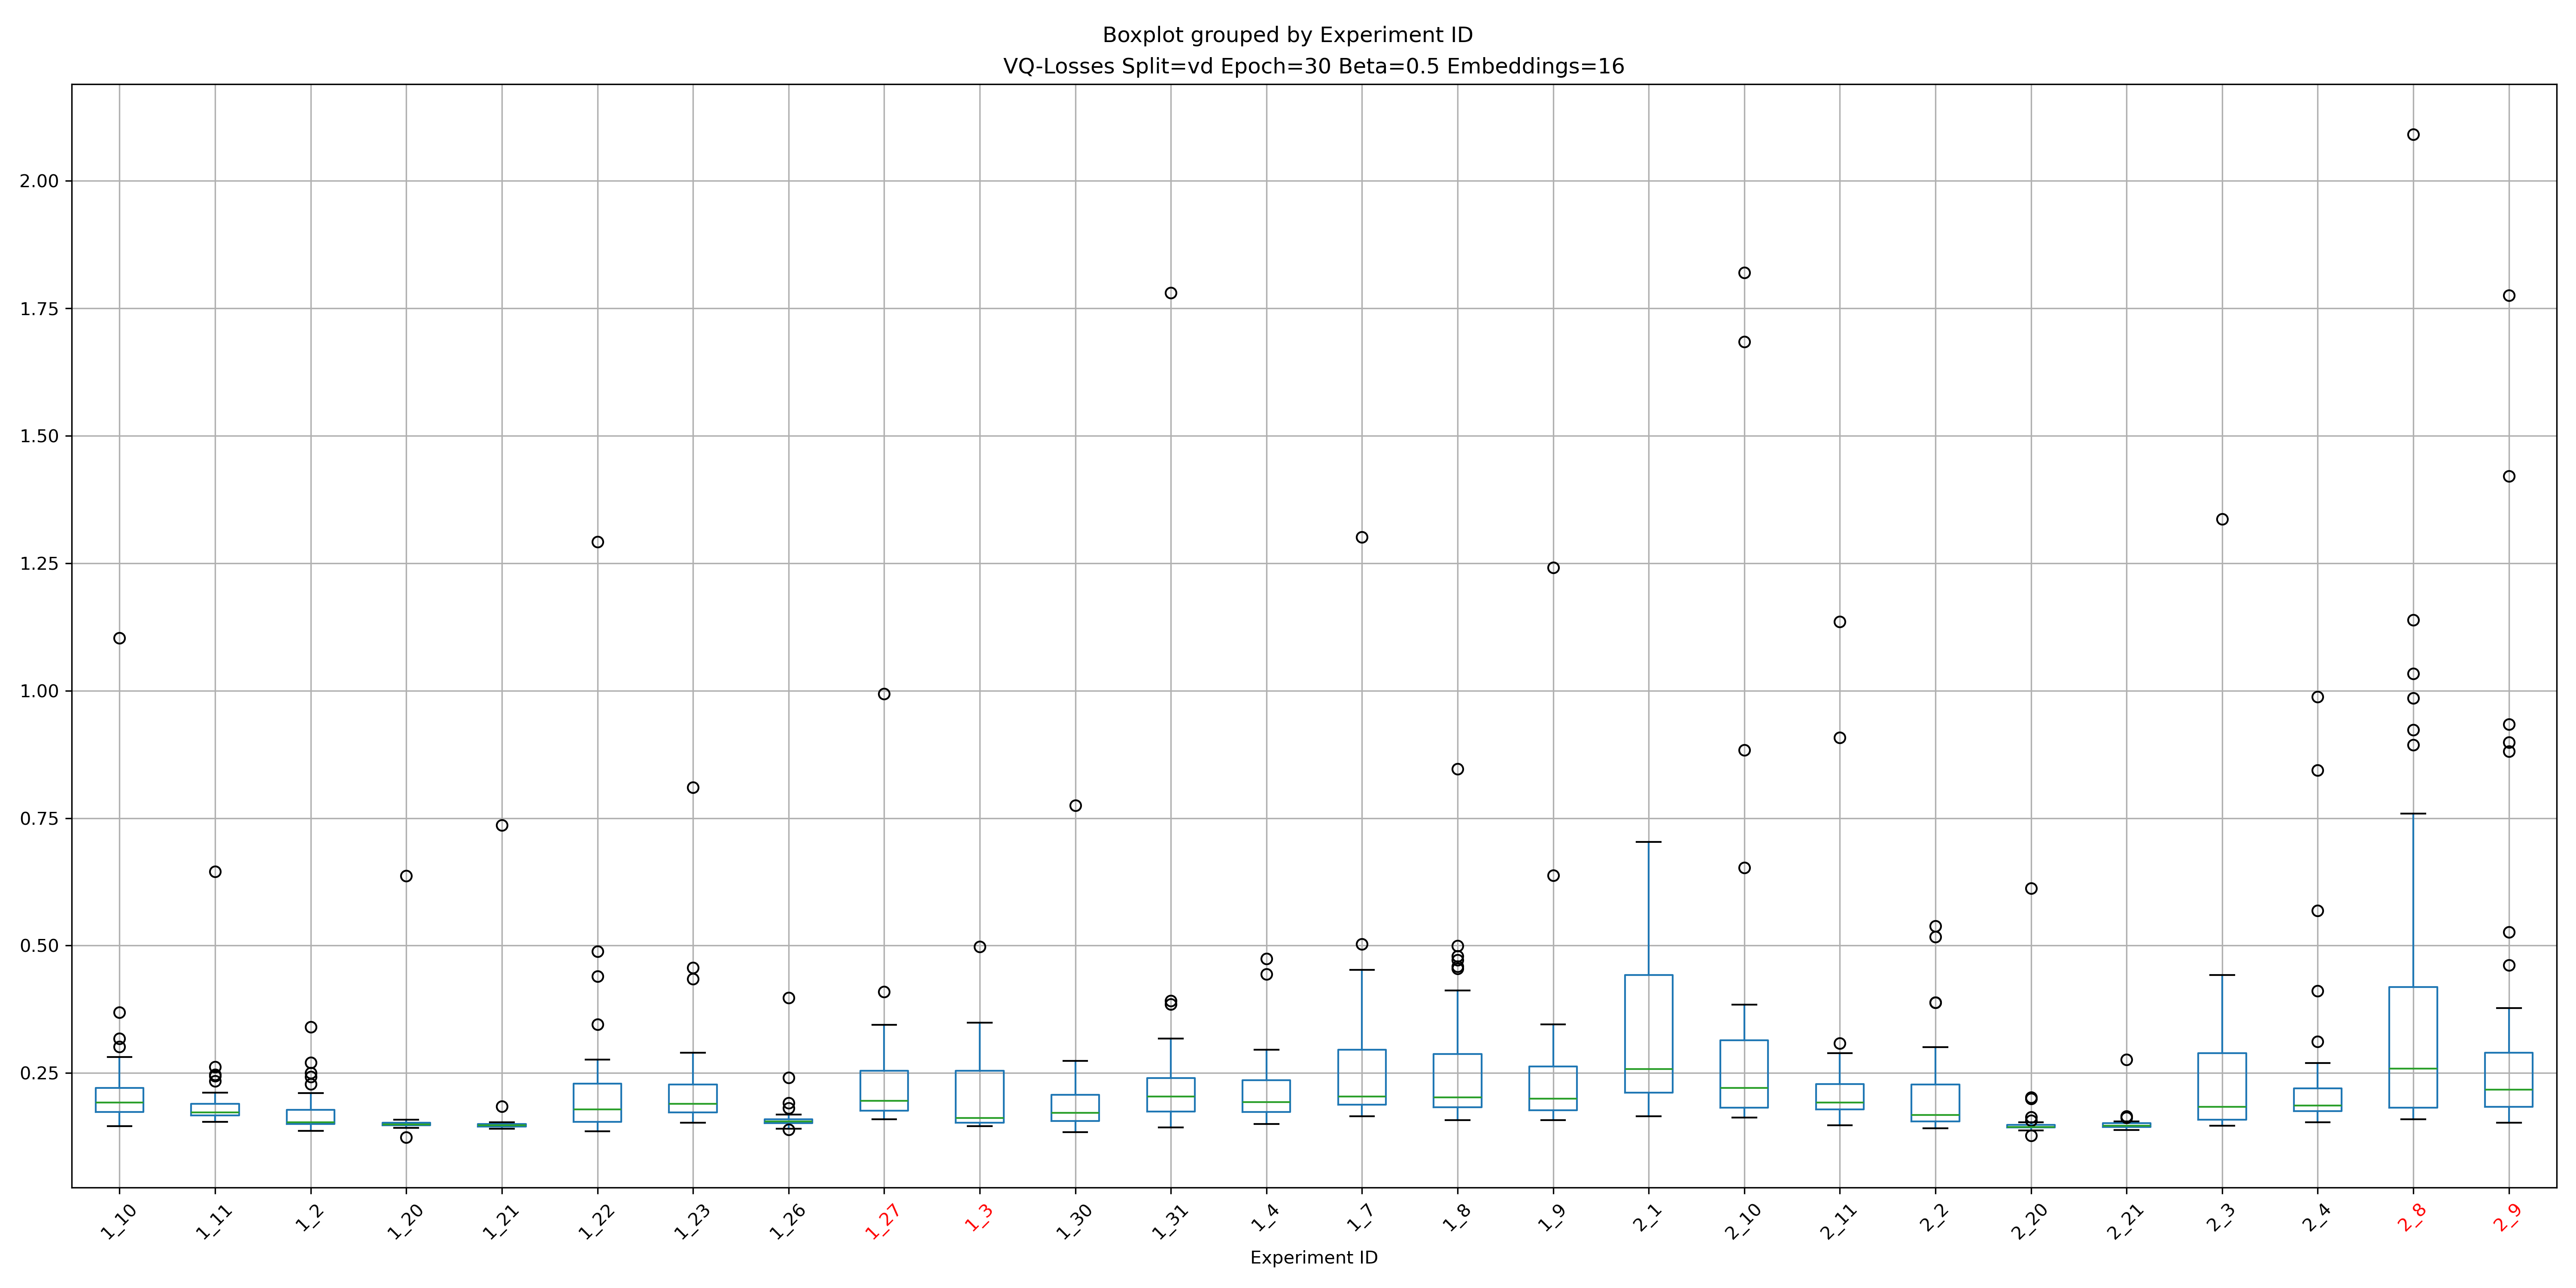 Boxplot grouped by Experiment ID
VQ-Losses Split=vd Epoch=30 Beta=0.5 Embeddings=16
2.00
1.75
1.50
1.25
1.00
0.75
0.50
0.25
1_10 1_11 1_2 1_20 1_21 1_22 1_23 1_26 1_27 1_3 1_30 1_31 1_4 1_7 1_8 1_9 2_1 2_10 2_11 2_2 2_20 2_21 2_3 2_4 2_8 2_9
Experiment ID